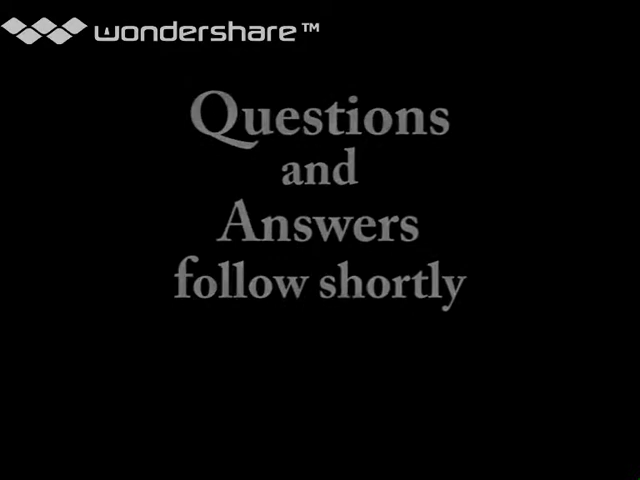 wondershare™
Questions
and
Answers
follow shortly